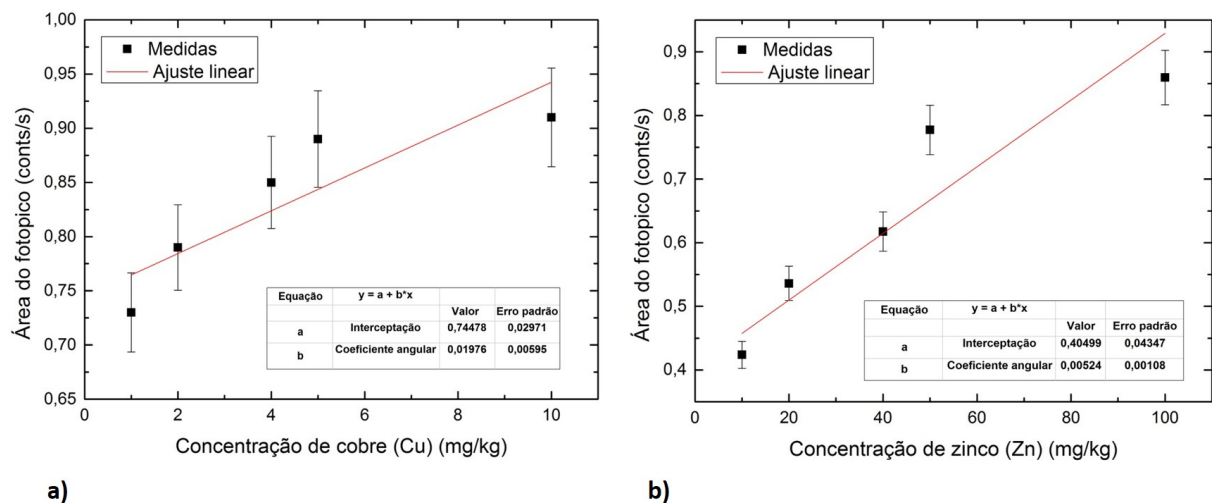 1,00
0,95
0,90
0,85
0,80
0,75
0,70
0,65
Área do fotopico (conts/s)
Medidas
Ajuste linear
Equação y = a + b*x
Valor Erro padrão
a Interceptação 0,74478 0,02971
b Coeficiente angular 0,01976 0,00595
0 2 4 6 8 10
Concentração de cobre (Cu) (mg/kg)
a)
0,9
0,8
0,7
0,6
0,5
0,4
Área do fotopico (conts/s)
Medidas
Ajuste linear
Equação y = a + b*x
Valor Erro padrão
a Interceptação 0,40499 0,04347
b Coeficiente angular 0,00524 0,00108
0 20 40 60 80 100
Concentração de zinco (Zn) (mg/kg)
b)